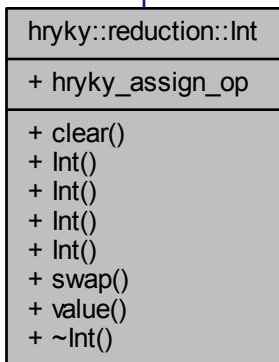 hryky::reduction::Int
+ hryky_assign_op
+ clear()
+ Int()
+ Int()
+ Int()
+ Int()
+ swap()
+ value()
+ ~Int()